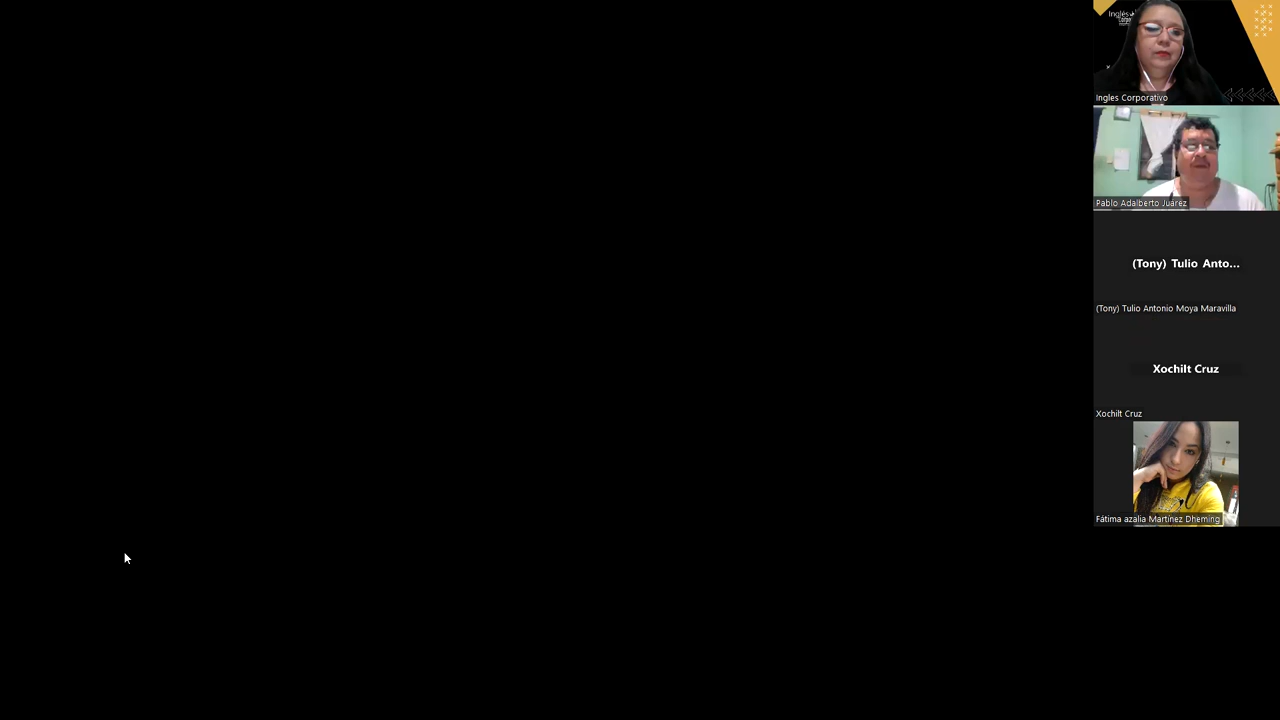 Inglés
Ingles Corporativo
Pablo Adalberto Juárez
(Tony) Tulio Anto...
(Tony) Tulio Antonio Moya Maravilla
Xochilt Cruz
Xochilt Cruz
Fátima azalia Martínez Dheming